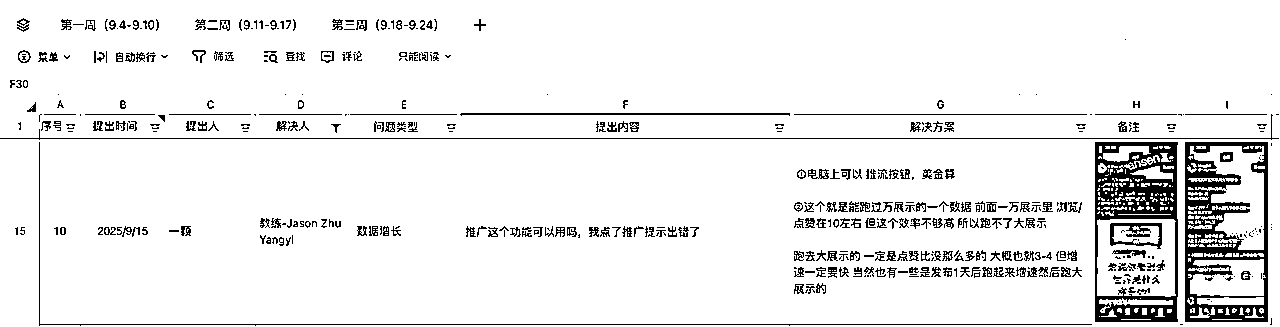 第一周（9.4-9.10） 第二周（9.11-9.17） 第三周（9.18-9.24） +
菜单 自动换行 筛选 查找 评论 只能阅读
F30
A B C D E F G H I
1 序号 提出时间 提出人 解决人 问题类型 提出内容 解决方案 备注
①电脑上可以 推流按钮，美金算
②这个就是能跑过万展示的一个数据 前面一万展示里 浏览/
点赞在10左右 但这个效率不够高 所以跑不了大展示
15 10 2025/9/15 一颗 教练-Jason Zhu
Yangyi 数据增长 推广这个功能可以用吗，我点了推广提示出错了
跑去大展示的 一定是点赞比没那么多的 大概也就3-4 但增
速一定要快 当然也有一些是发布1天后跑起来增速然后跑大
展示的